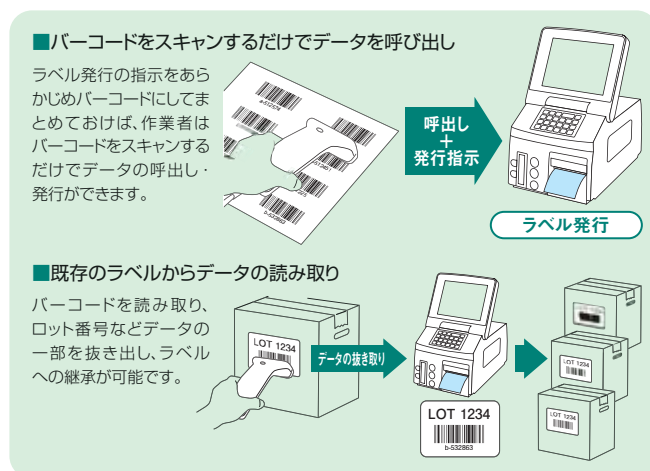 ■バーコードをスキャンするだけでデータを呼び出し
ラベル発行の指示をあら
かじめバーコードにしてま
とめておけば、作業者は
バーコードをスキャンする
だけでデータの呼出し・
発行ができます。
a-532524
b-532863
呼出し
＋
発行指示
ラベル発行
■既存のラベルからデータの読み取り
バーコードを読み取り、
ロット番号などデータの
一部を抜き出し、ラベル
への継承が可能です。
LOT 1234
データの抜き取り
LOT 1234
b-532863
LOT 1234
LOT 1234